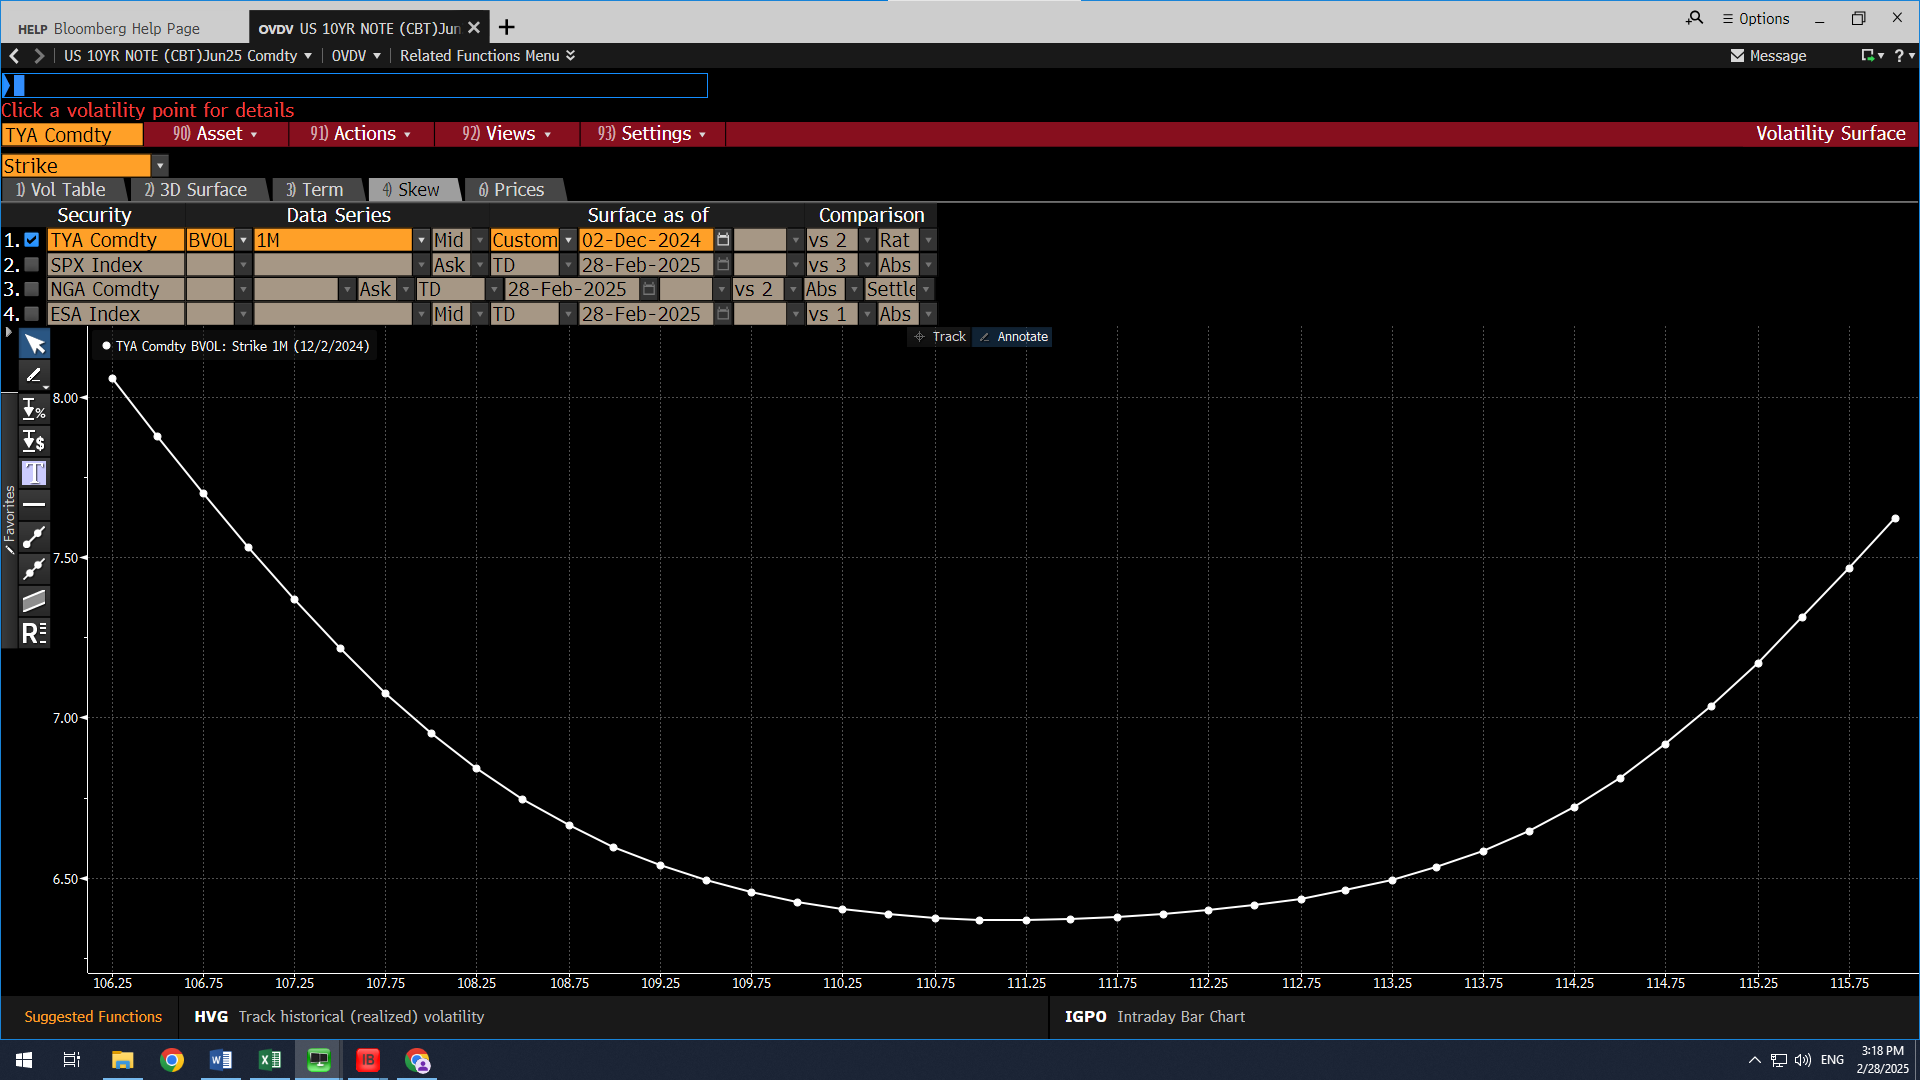 HELP Bloomberg Help Page
OVDV US 10YR NOTE (CBT)Jun
Options
US 10YR NOTE (CBT)Jun25 Comdty
OVDV
Related Functions Menu
Message
?
Click a volatility point for details
TYA Comdty
90) Asset
91) Actions
92) Views
93) Settings
Volatility Surface
Strike
1) Vol Table
2) 3D Surface
3) Term
4) Skew
6) Prices
Security Data Series Surface as of Comparison
1. TYA Comdty BVOL 1M Mid Custom 02-Dec-2024 vs 2 Rat
2. SPX Index Ask TD 28-Feb-2025 vs 3 Abs
3. NGA Comdty Ask TD 28-Feb-2025 vs 2 Abs Settle
4. ESA Index Mid TD 28-Feb-2025 vs 1 Abs
Track
Annotate
TYA Comdty BVOL: Strike 1M (12/2/2024)
%
$
T
R
Favorites
8.00
7.50
7.00
6.50
106.25 106.75 107.25 107.75 108.25 108.75 109.25 109.75 110.25 110.75 111.25 111.75 112.25 112.75 113.25 113.75 114.25 114.75 115.25 115.75
Suggested Functions
HVG Track historical (realized) volatility
IGPO Intraday Bar Chart
IB
ENG
3:18 PM
2/28/2025